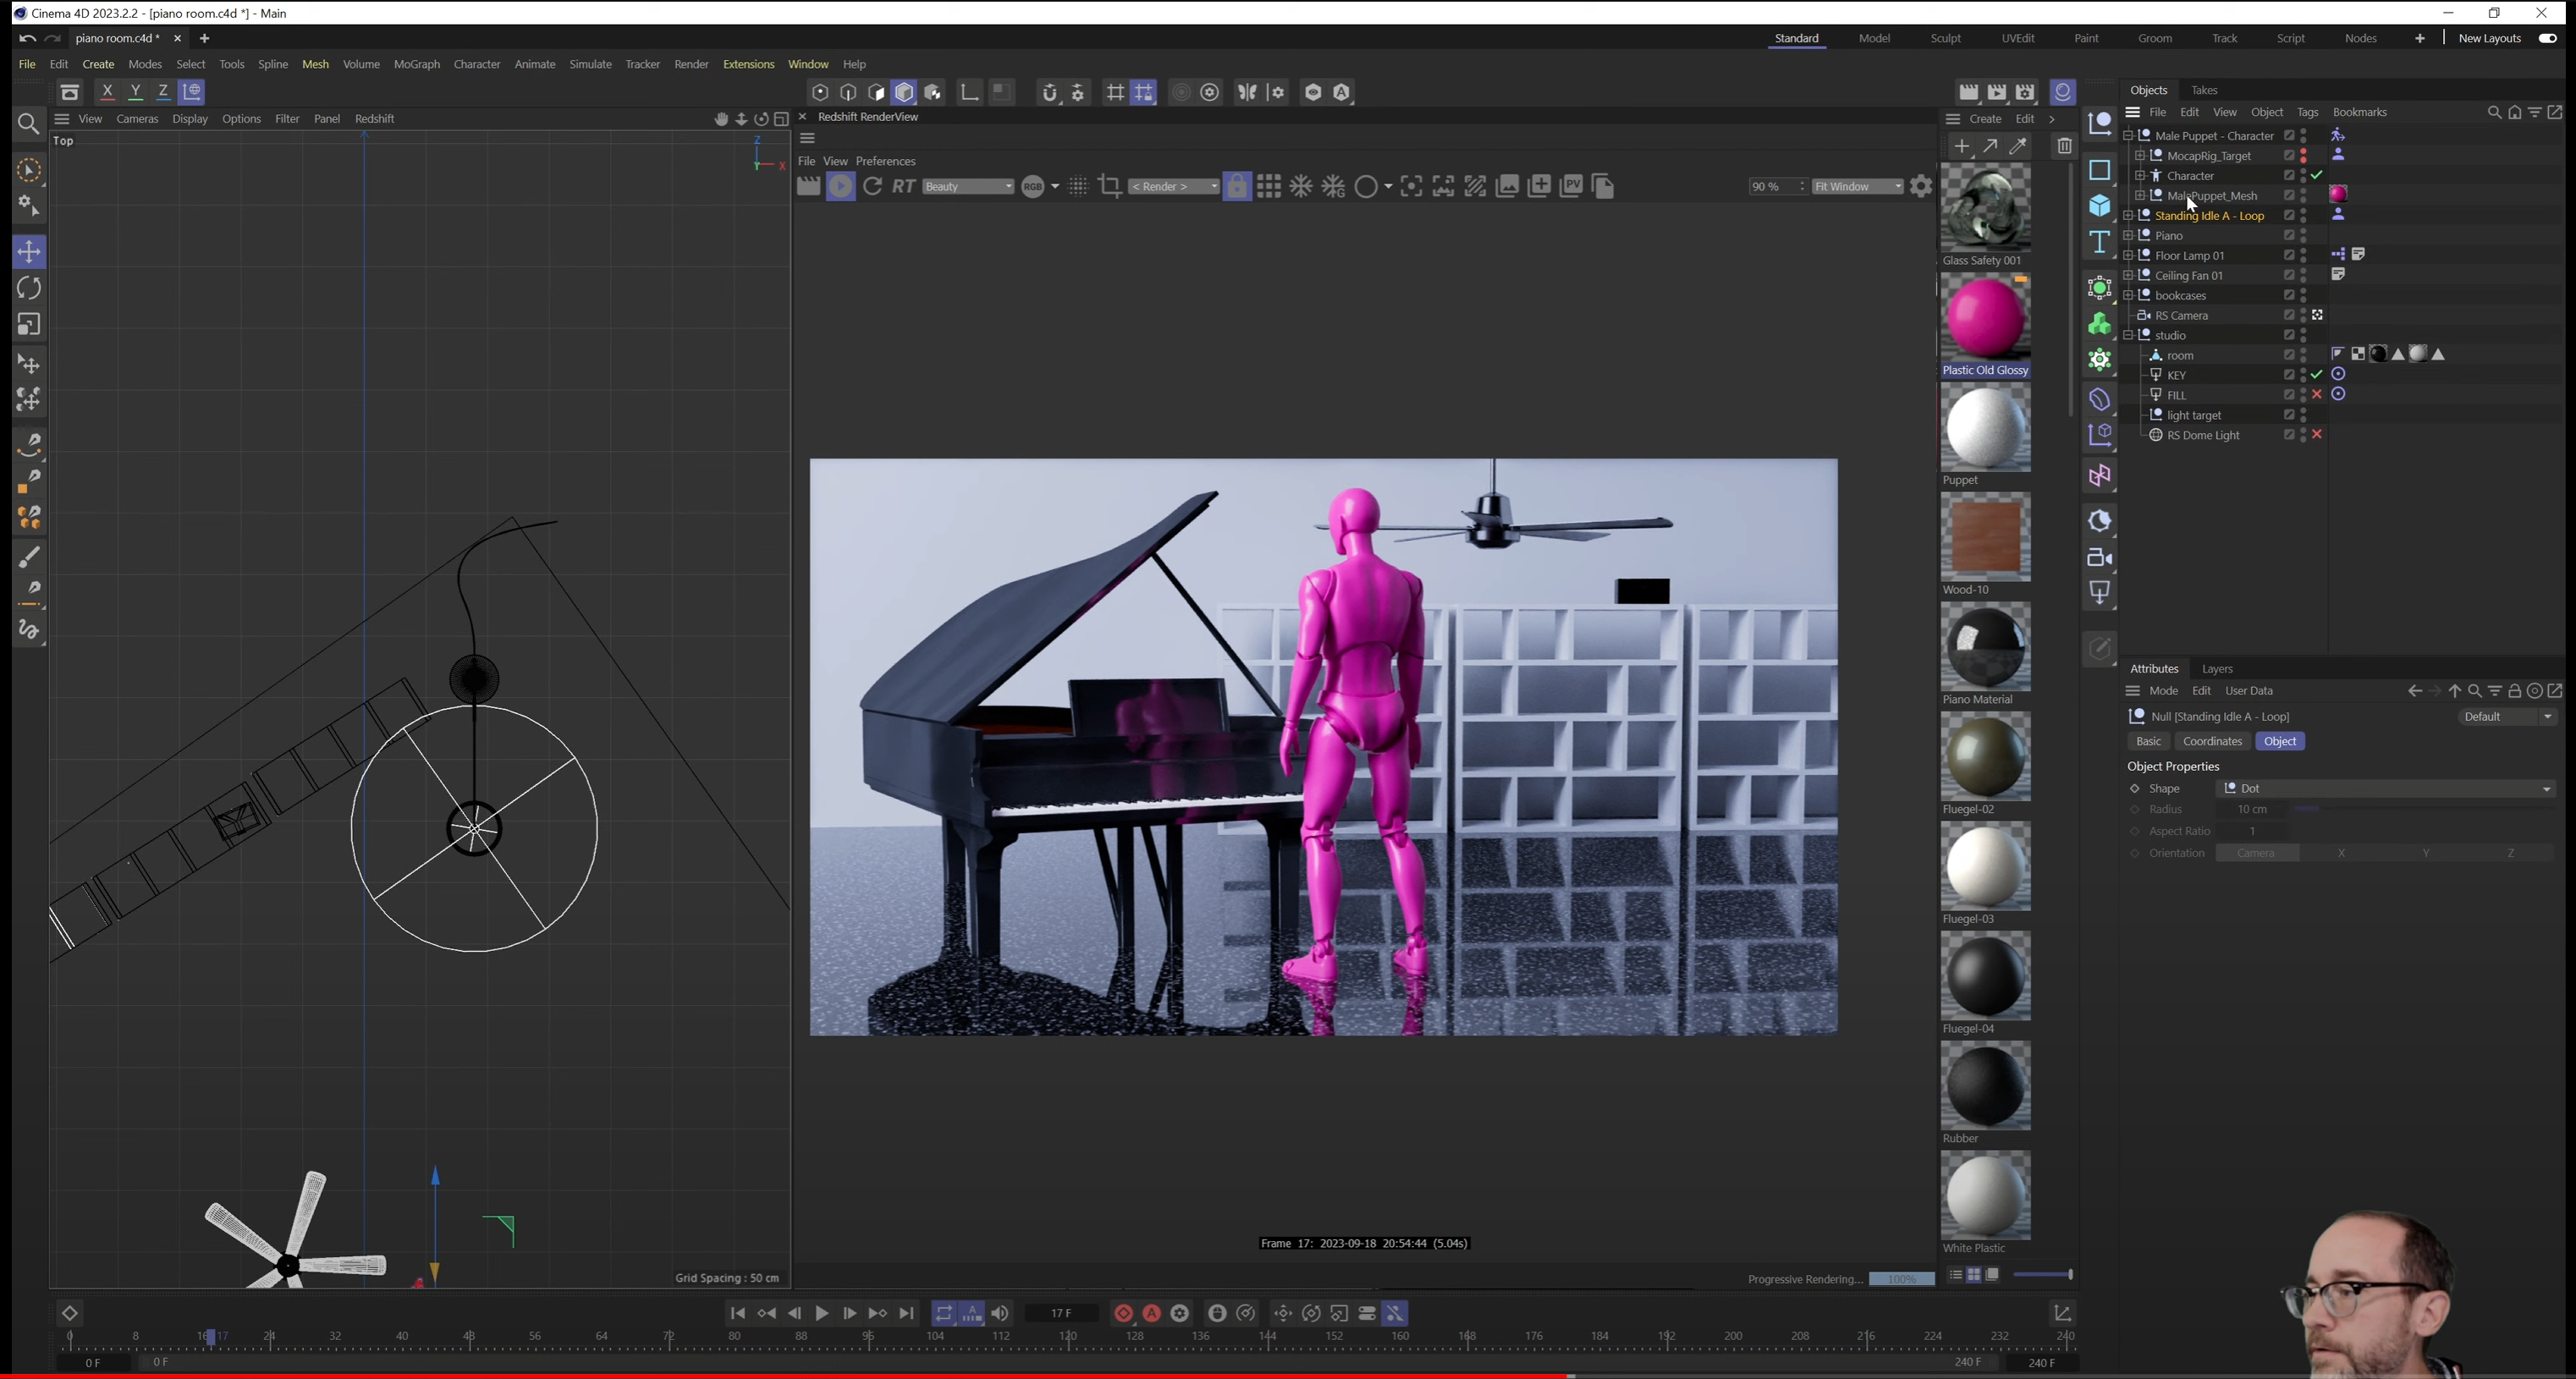 Cinema 4D 2023.2.2 - [piano room.c4d *] - Main
piano room.c4d *
Standard Model Sculpt UVEdit Paint Groom Track Script Nodes New Layouts
File Edit Create Modes Select Tools Spline Mesh Volume MoGraph Character Animate Simulate Tracker Render Extensions Window Help
X Y Z
View Cameras Display Options Filter Panel Redshift
Top
Z
Y X
Grid Spacing : 50 cm
Redshift RenderView
File View Preferences
RT Beauty RGB < Render > PV 90 % Fit Window
Frame 17: 2023-09-18 20:54:44 (5.04s)
Progressive Rendering... 100%
Create Edit
Glass Safety 001
Plastic Old Glossy
Puppet
Wood-10
Piano Material
Fluegel-02
Fluegel-03
Fluegel-04
Rubber
White Plastic
Objects Takes
File Edit View Object Tags Bookmarks
Male Puppet - Character
MocapRig_Target
Character
MalePuppet_Mesh
Standing Idle A - Loop
Piano
Floor Lamp 01
Ceiling Fan 01
bookcases
RS Camera
studio
room
KEY
FILL
light target
RS Dome Light
Attributes Layers
Mode Edit User Data
Null [Standing Idle A - Loop] Default
Basic Coordinates Object
Object Properties
Shape Dot
Radius 10 cm
Aspect Ratio 1
Orientation Camera X Y Z
17 F
0 8 16 17 24 32 40 48 56 64 72 80 88 96 104 112 120 128 136 144 152 160 168 176 184 192 200 208 216 224 232 240
0 F 0 F 240 F 240 F